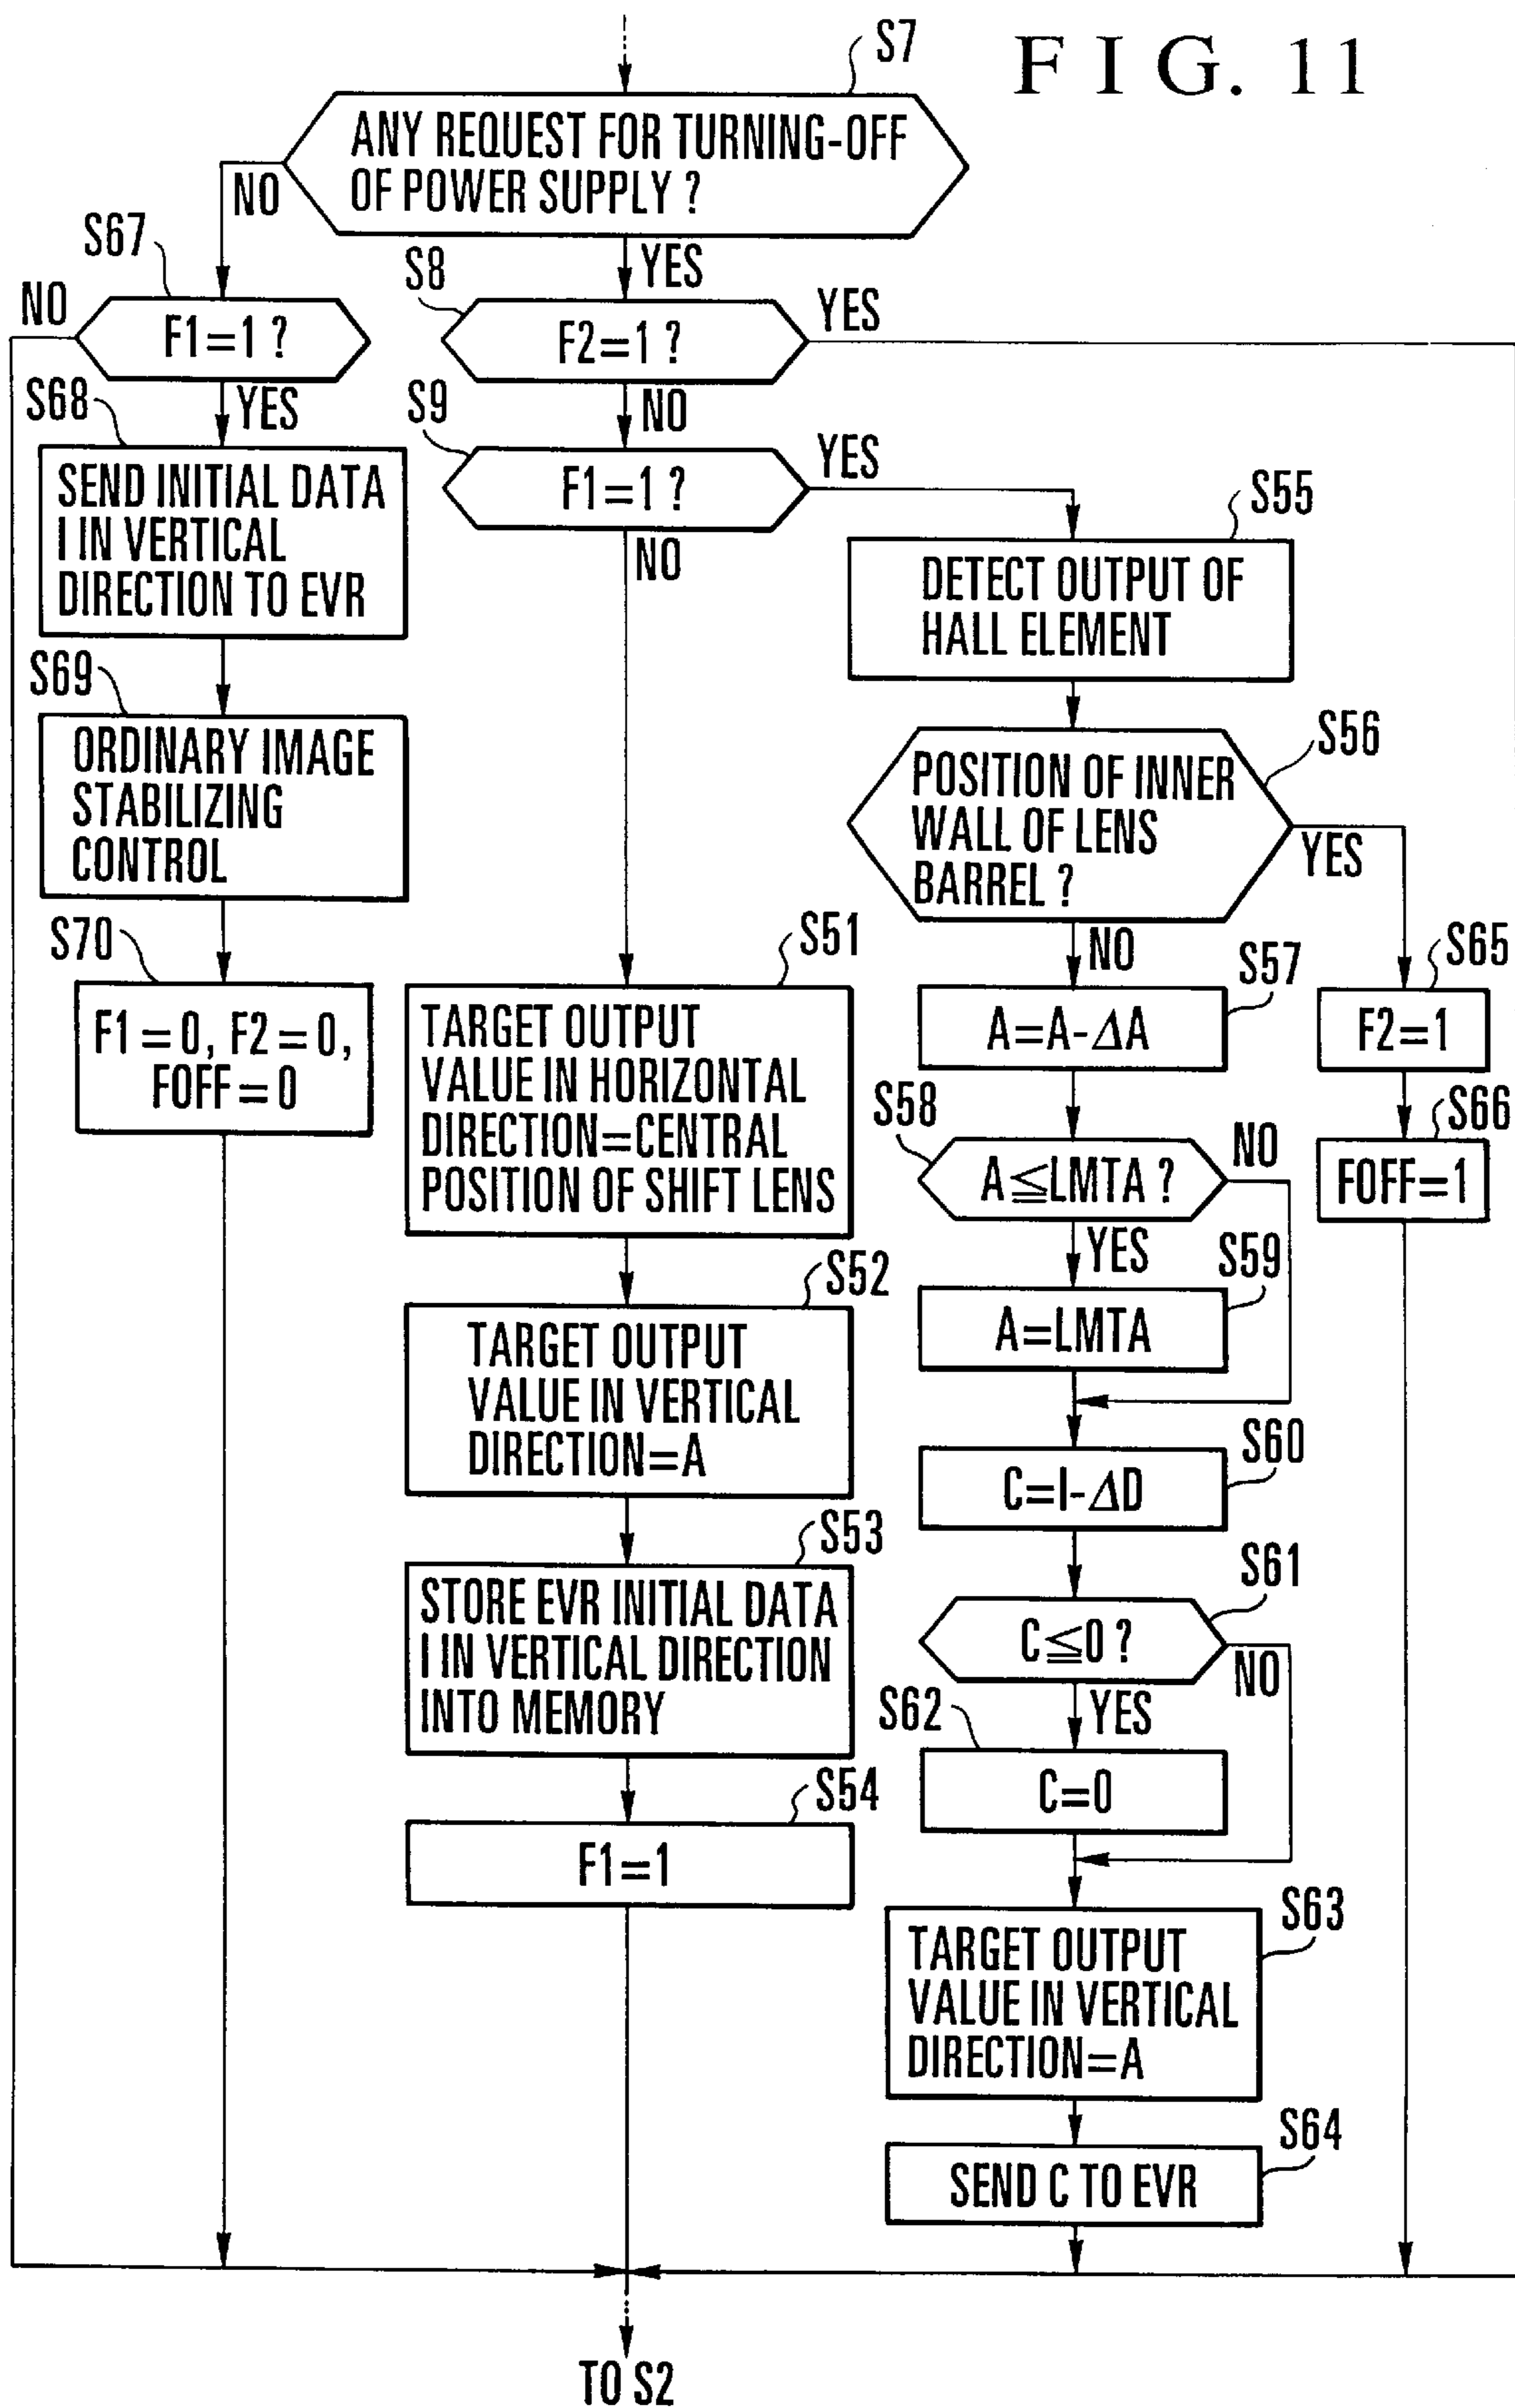 FIG. 11
S7
ANY REQUEST FOR TURNING-OFF
OF POWER SUPPLY ?
NO
YES
S67
NO
F1=1 ?
YES
S8
F2=1 ?
YES
NO
S9
F1=1 ?
YES
NO
S68
SEND INITIAL DATA
I IN VERTICAL
DIRECTION TO EVR
S69
ORDINARY IMAGE
STABILIZING
CONTROL
S70
F1=0, F2=0,
FOFF=0
S51
TARGET OUTPUT
VALUE IN HORIZONTAL
DIRECTION=CENTRAL
POSITION OF SHIFT LENS
S52
TARGET OUTPUT
VALUE IN VERTICAL
DIRECTION=A
S53
STORE EVR INITIAL DATA
I IN VERTICAL DIRECTION
INTO MEMORY
S54
F1=1
S55
DETECT OUTPUT OF
HALL ELEMENT
S56
POSITION OF INNER
WALL OF LENS
BARREL ?
YES
NO
S57
A=A-ΔA
S58
A≦LMTA ?
NO
YES
S59
A=LMTA
S60
C=I-ΔD
S61
C≦0 ?
NO
YES
S62
C=0
S63
TARGET OUTPUT
VALUE IN VERTICAL
DIRECTION=A
S64
SEND C TO EVR
S65
F2=1
S66
FOFF=1
TO S2